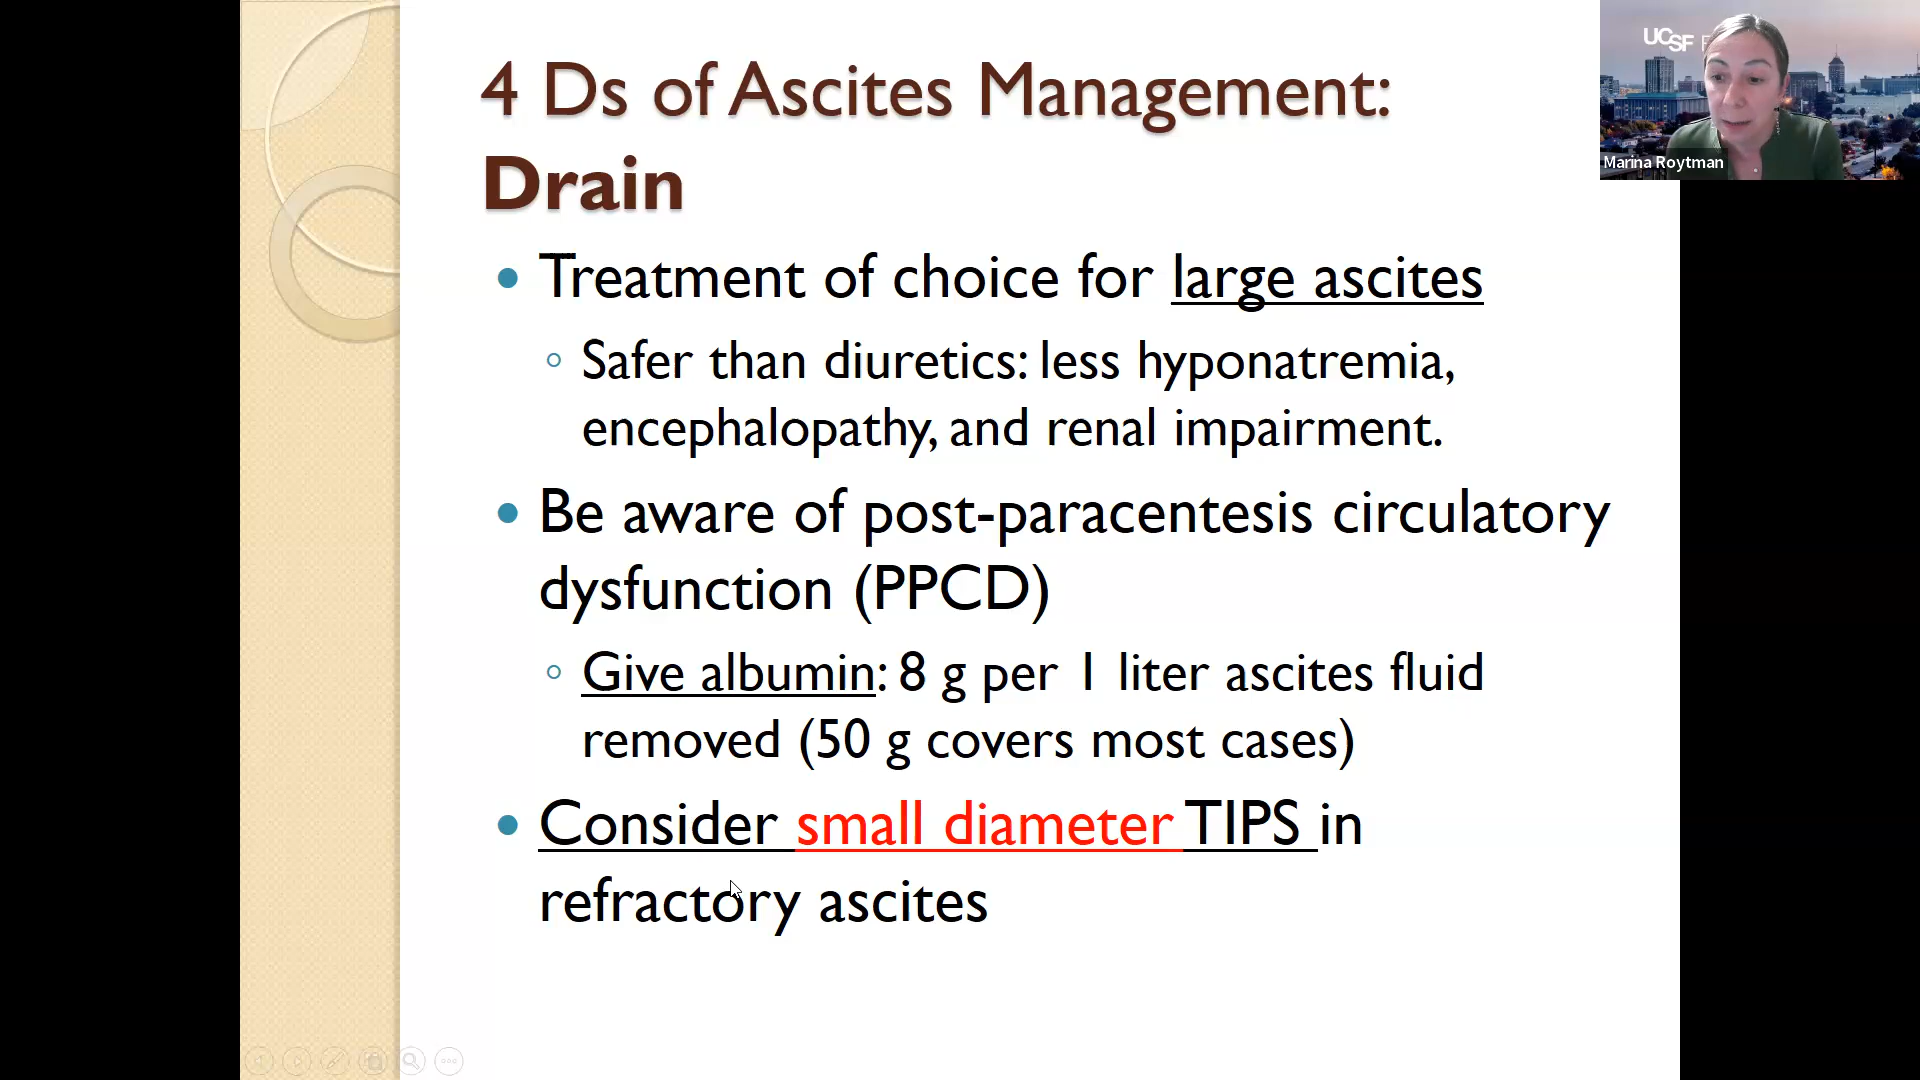 4 Ds of Ascites Management:
Drain
• Treatment of choice for large ascites
◦ Safer than diuretics: less hyponatremia,
encephalopathy, and renal impairment.
• Be aware of post-paracentesis circulatory
dysfunction (PPCD)
◦ Give albumin: 8 g per 1 liter ascites fluid
removed (50 g covers most cases)
• Consider small diameter TIPS in
refractory ascites
UCSF
Marina Roytman